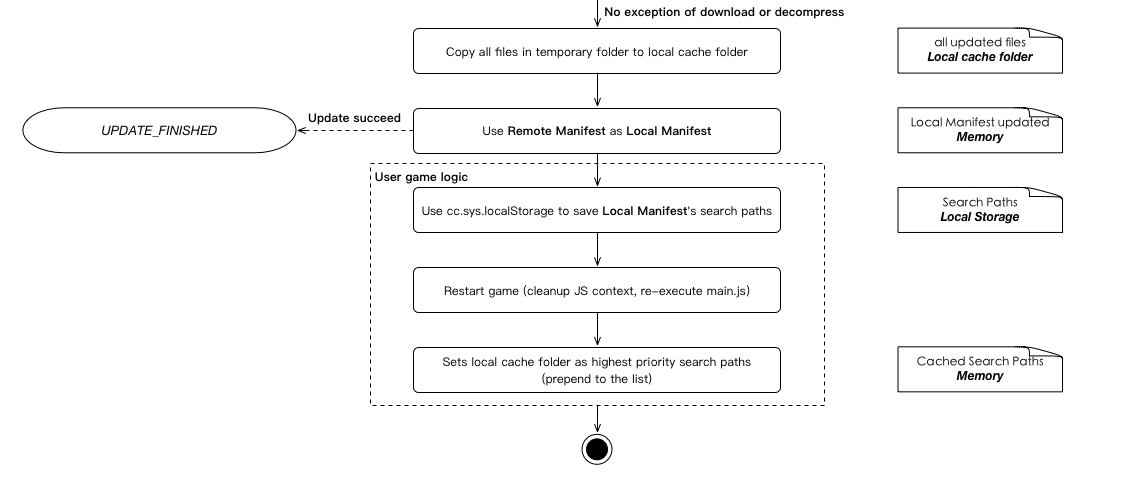 No exception of download or decompress
Copy all files in temporary folder to local cache folder
all updated files
Local cache folder
UPDATE_FINISHED
Update succeed
Use Remote Manifest as Local Manifest
Local Manifest updated
Memory
User game logic
Use cc.sys.localStorage to save Local Manifest's search paths
Search Paths
Local Storage
Restart game (cleanup JS context, re-execute main.js)
Sets local cache folder as highest priority search paths
(prepend to the list)
Cached Search Paths
Memory